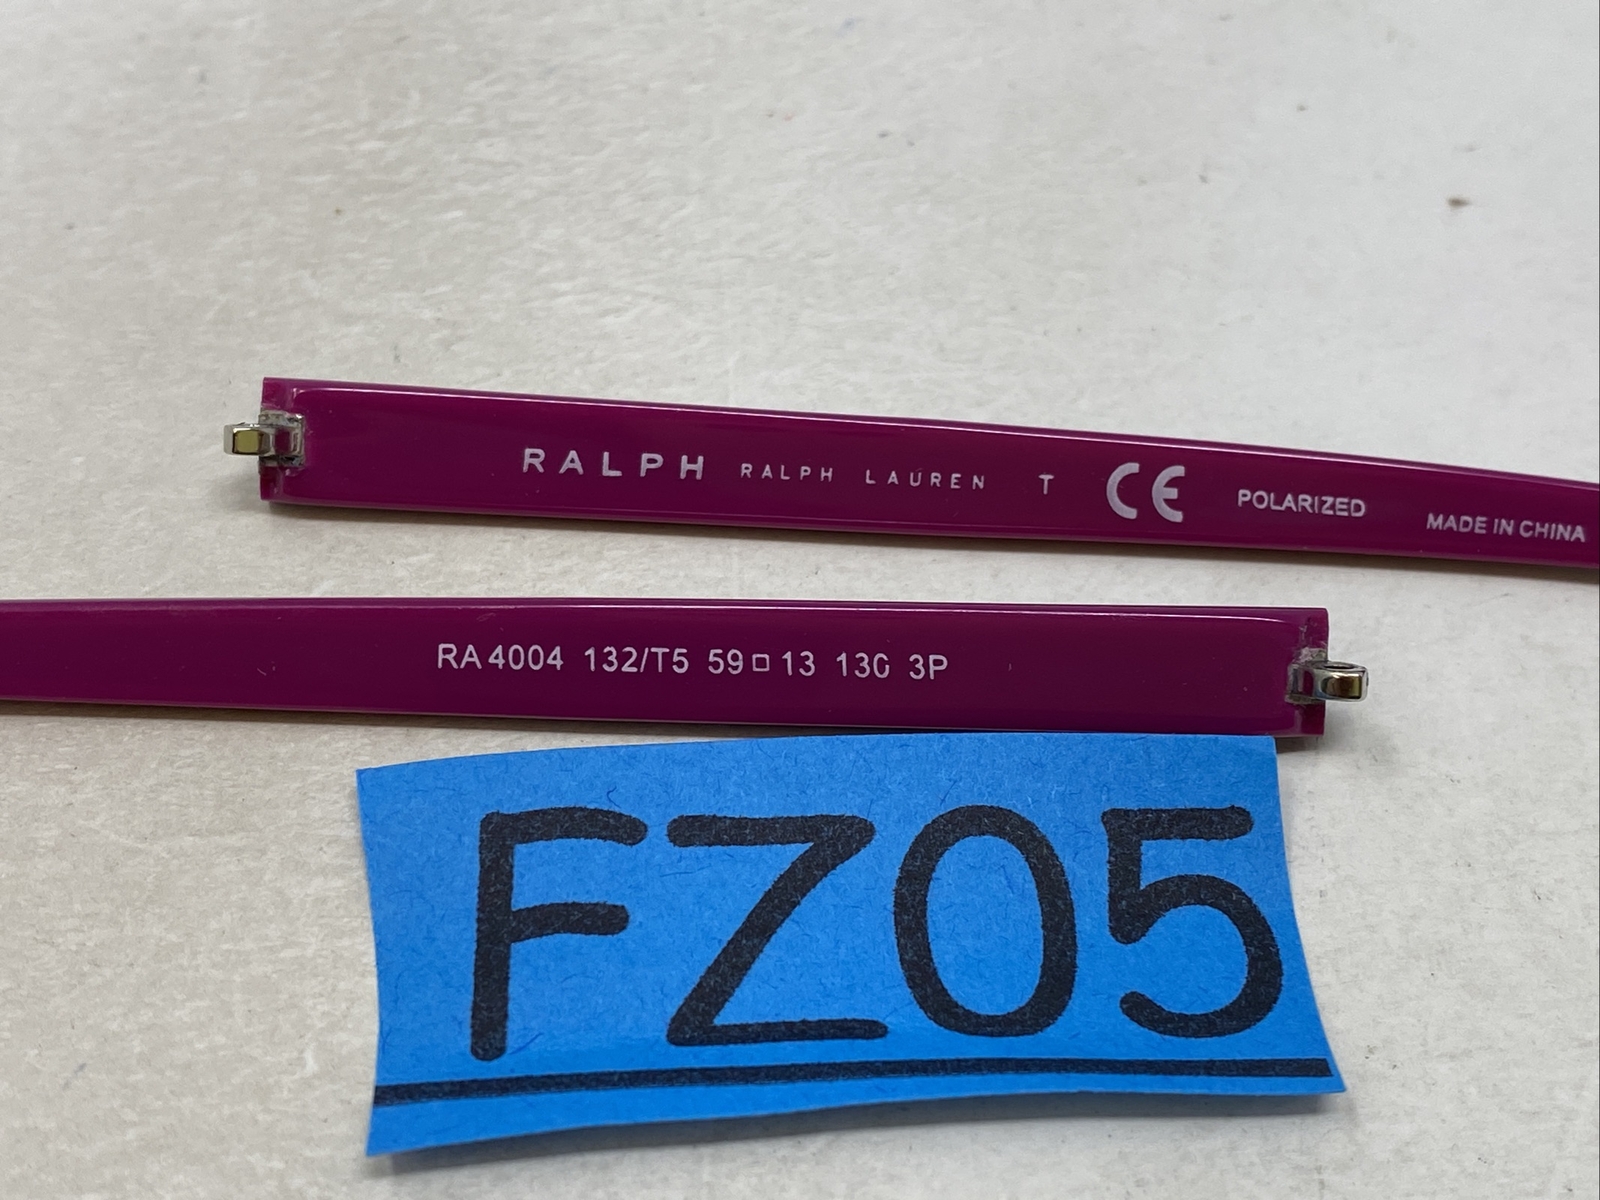 RALPH RALPH LAUREN T CE POLARIZED MADE IN CHINA
RA4004 132/T5 59□13 130 3P
FZ05